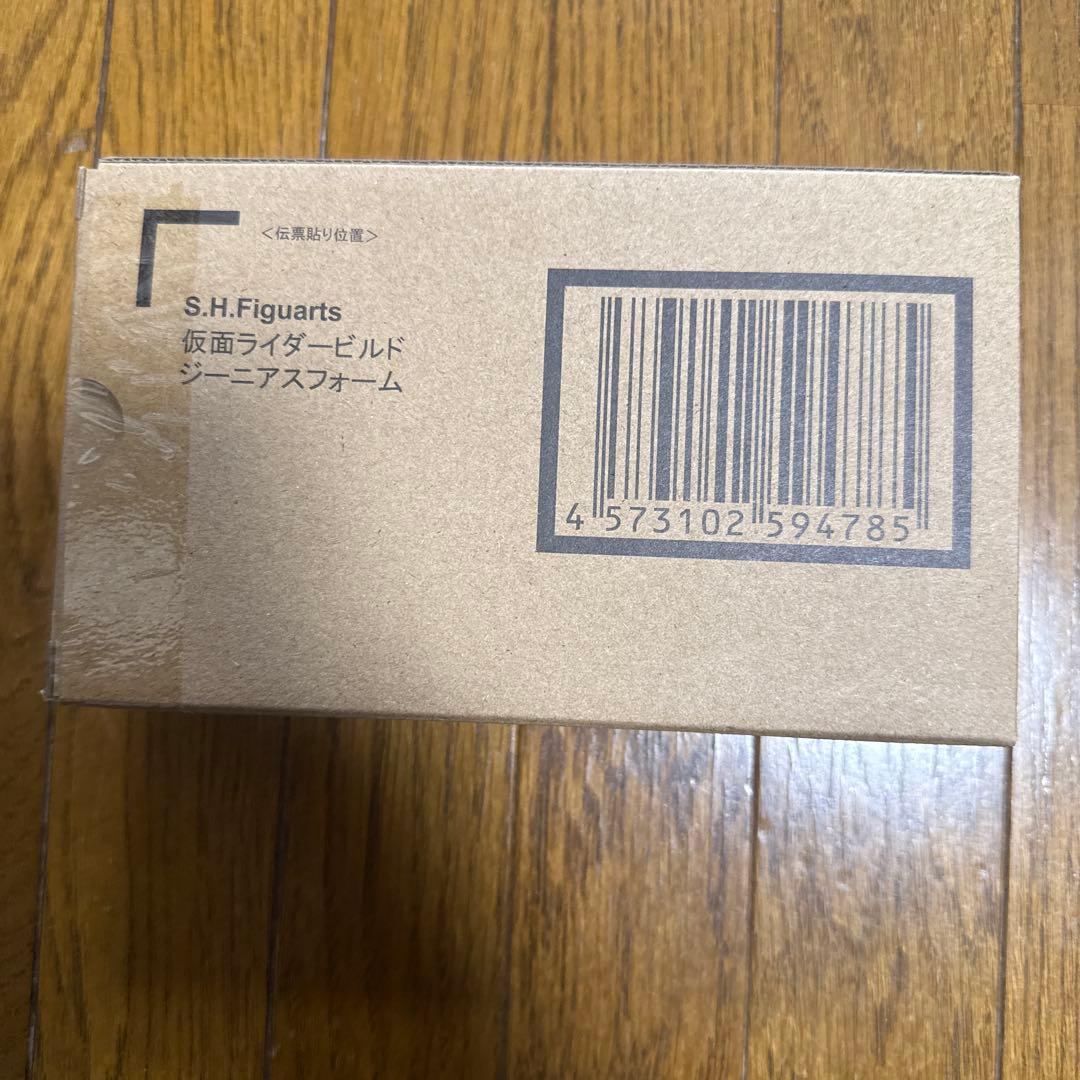 ＜伝票貼り位置＞
S.H.Figuarts
仮面ライダービルド
ジーニアスフォーム
4 573102 594785